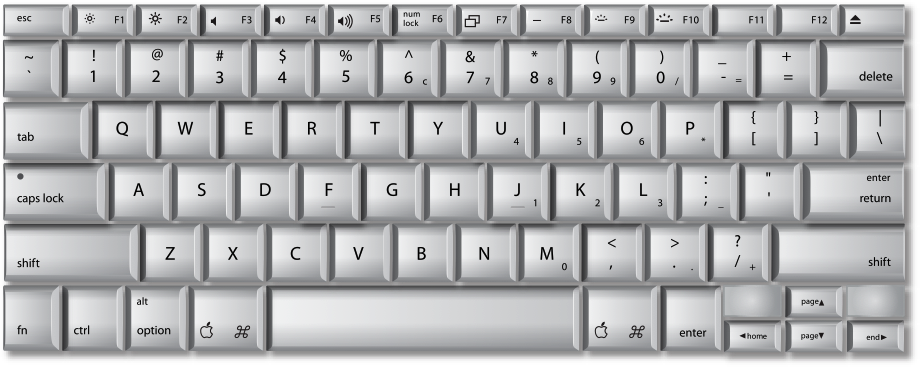 esc F1 F2 F3 F4 F5 num lock F6 F7 F8 F9 F10 F11 F12
~ ! @ # $ % ^ & * ( ) _ +
` 1 2 3 4 5 6 c 7 7 8 8 9 9 0 / - = = delete
tab Q W E R T Y U 4 I 5 O 6 P * { [ } ] | \
caps lock A S D F G H J 1 K 2 L 3 : ; _ " ' enter return
shift Z X C V B N M 0 < , > . . ? / + shift
fn ctrl alt option ⌘ ⌘ enter page▲
◀home page▼ end▶